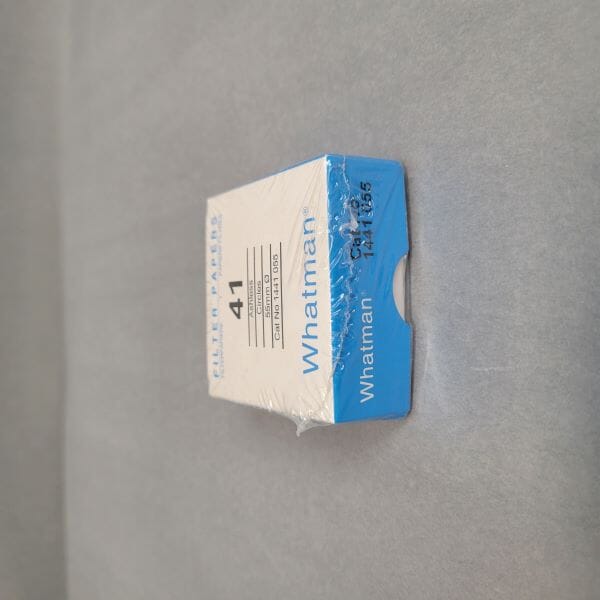 FILTER PAPERS
41
Ashless
Circles
55mm Ø
Cat No 1441 055
Whatman®
Whatman®
Cat No
1441 055